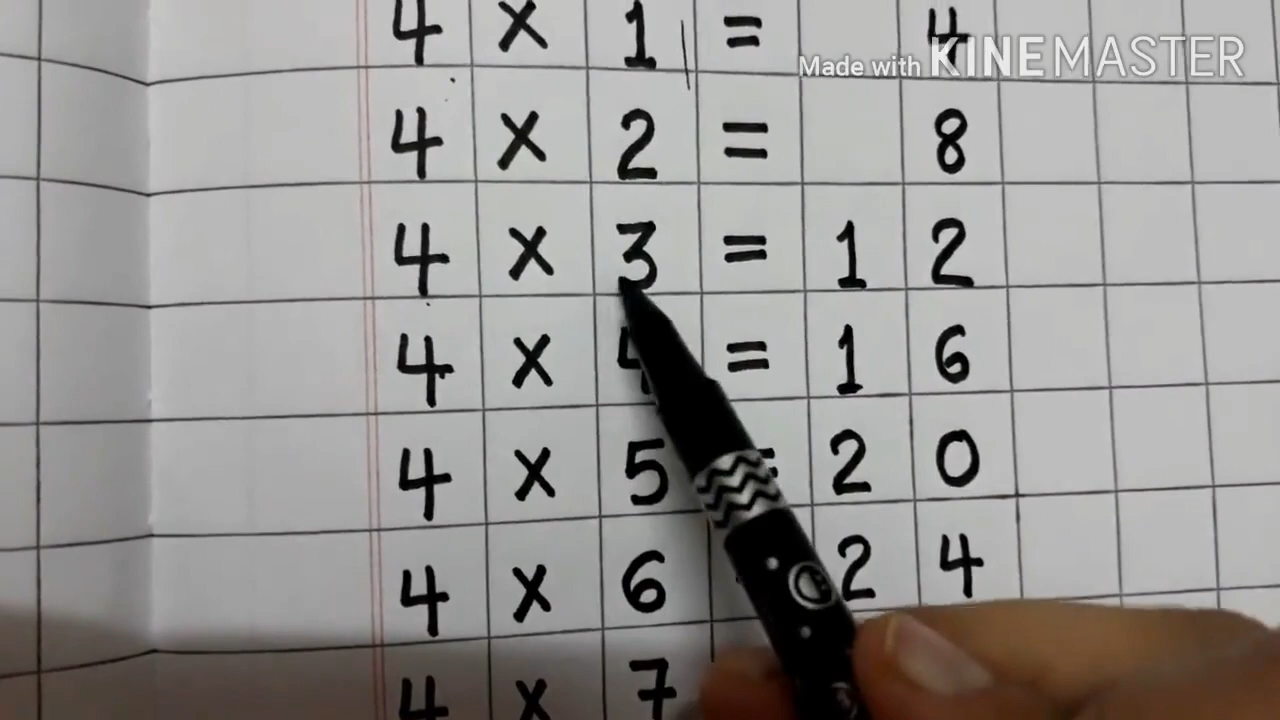 4 × 1 = 4
Made with KINEMASTER
4 × 2 = 8
4 × 3 = 12
4 × 4 = 16
4 × 5 = 20
4 × 6 = 24
4 × 7